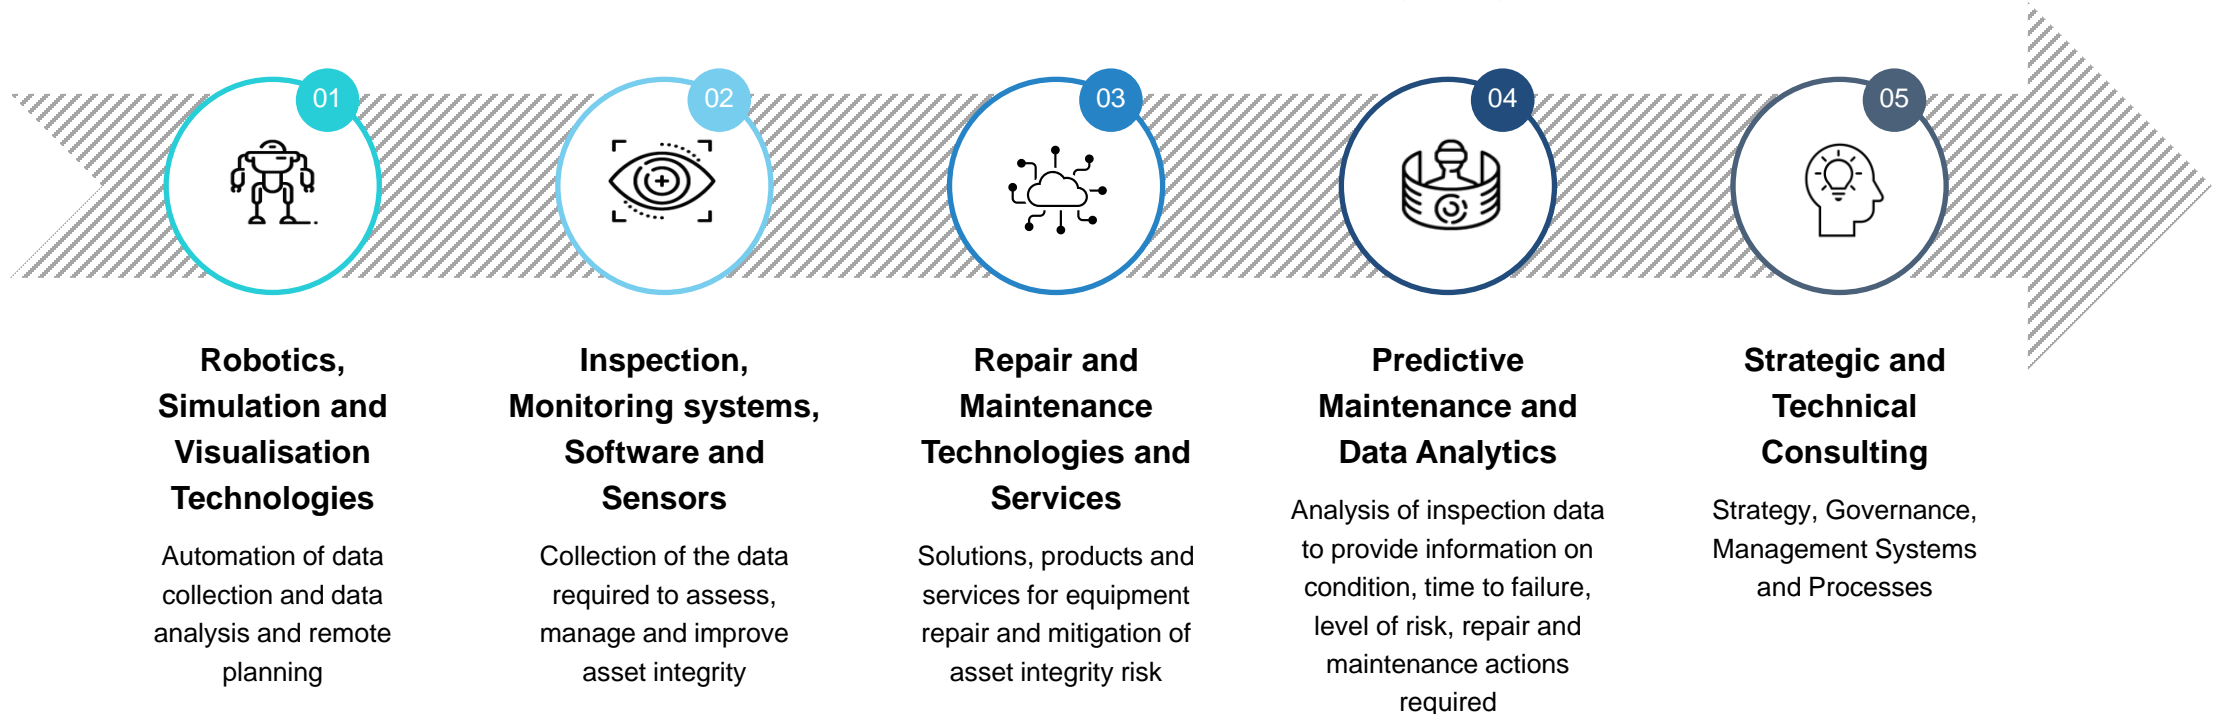 01
Robotics,
Simulation and
Visualisation
Technologies
Automation of data
collection and data
analysis and remote
planning
02
Inspection,
Monitoring systems,
Software and
Sensors
Collection of the data
required to assess,
manage and improve
asset integrity
03
Repair and
Maintenance
Technologies and
Services
Solutions, products and
services for equipment
repair and mitigation of
asset integrity risk
04
Predictive
Maintenance and
Data Analytics
Analysis of inspection data
to provide information on
condition, time to failure,
level of risk, repair and
maintenance actions
required
05
Strategic and
Technical
Consulting
Strategy, Governance,
Management Systems
and Processes